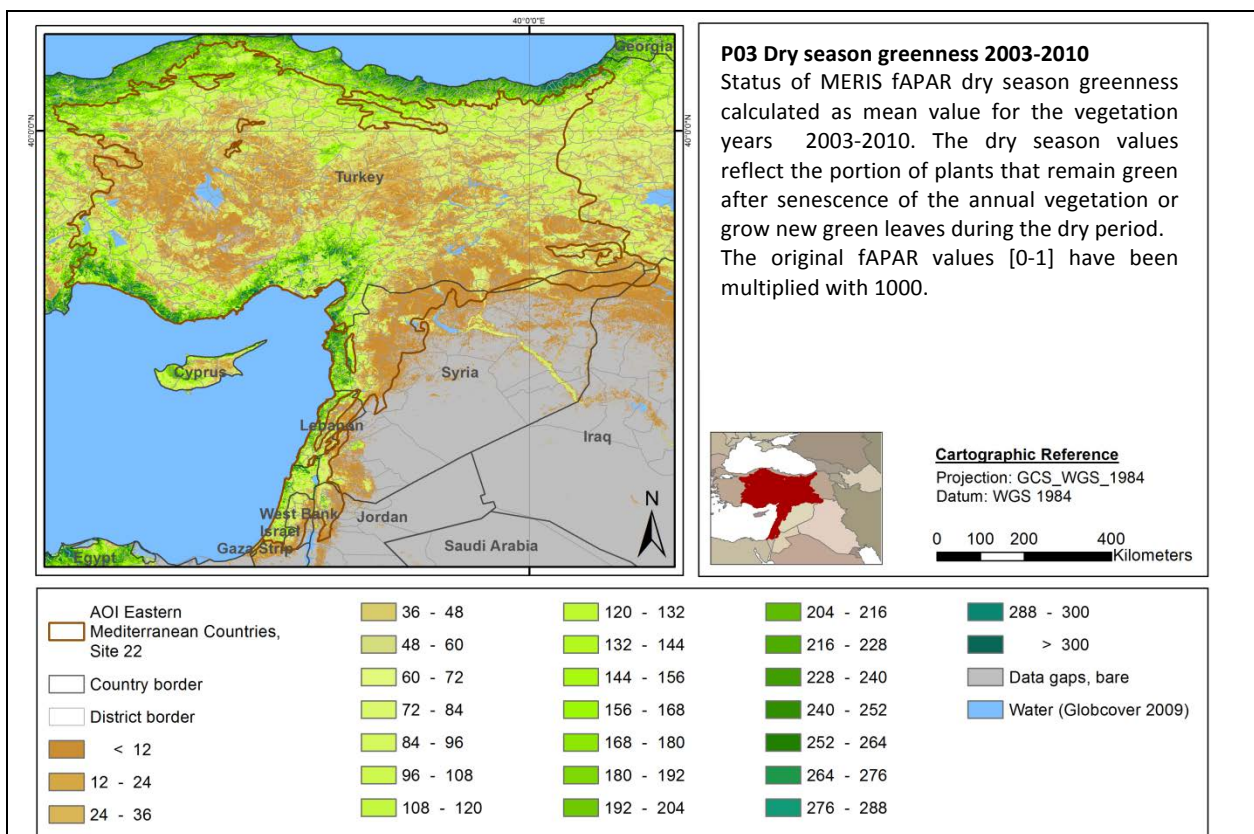 40°0'0"E
Georgia
40°0'0"N
40°0'0"N
Turkey
Cyprus
Syria
Lebanan
Iraq
West Bank
Israel
Jordan
Gaza Strip
Egypt
Saudi Arabia
N
P03 Dry season greenness 2003-2010
Status of MERIS fAPAR dry season greenness
calculated as mean value for the vegetation
years 2003-2010. The dry season values
reflect the portion of plants that remain green
after senescence of the annual vegetation or
grow new green leaves during the dry period.
The original fAPAR values [0-1] have been
multiplied with 1000.
Cartographic Reference
Projection: GCS_WGS_1984
Datum: WGS 1984
0 100 200 400
Kilometers
AOI Eastern
Mediterranean Countries,
Site 22
Country border
District border
< 12
12 - 24
24 - 36
36 - 48
48 - 60
60 - 72
72 - 84
84 - 96
96 - 108
108 - 120
120 - 132
132 - 144
144 - 156
156 - 168
168 - 180
180 - 192
192 - 204
204 - 216
216 - 228
228 - 240
240 - 252
252 - 264
264 - 276
276 - 288
288 - 300
> 300
Data gaps, bare
Water (Globcover 2009)